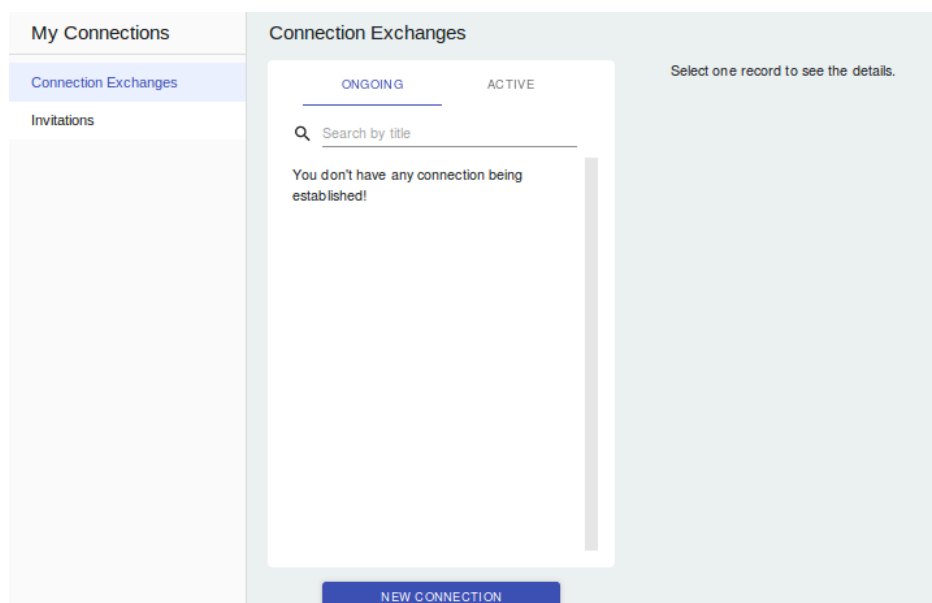 My Connections
Connection Exchanges
Invitations
Connection Exchanges
ONGOING
ACTIVE
Search by title
You don't have any connection being
established!
NEW CONNECTION
Select one record to see the details.